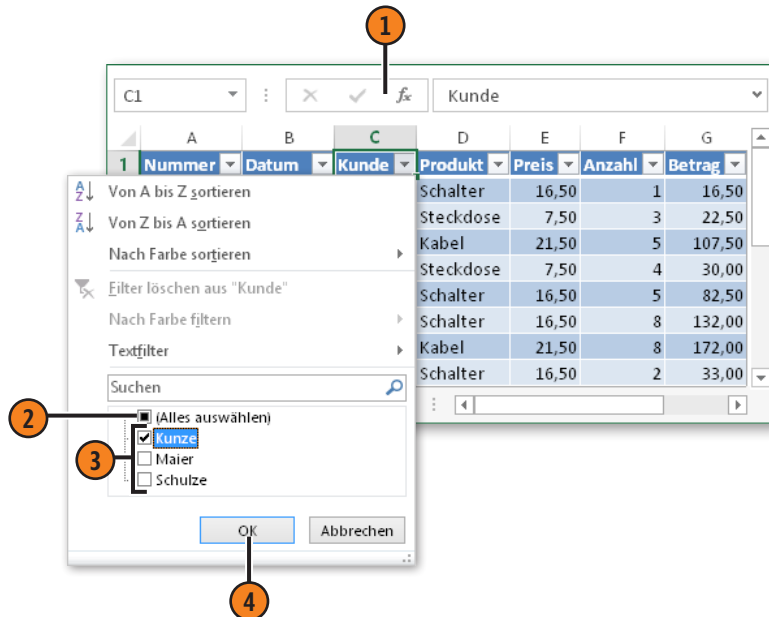 1
C1 fx Kunde
A B C D E F G
1 Nummer Datum Kunde Produkt Preis Anzahl Betrag
Von A bis Z sortieren
Von Z bis A sortieren
Nach Farbe sortieren
Filter löschen aus "Kunde"
Nach Farbe filtern
Textfilter
Suchen
(Alles auswählen)
Kunze
Maier
Schulze
OK Abbrechen
Schalter 16,50 1 16,50
Steckdose 7,50 3 22,50
Kabel 21,50 5 107,50
Steckdose 7,50 4 30,00
Schalter 16,50 5 82,50
Schalter 16,50 8 132,00
Kabel 21,50 8 172,00
Schalter 16,50 2 33,00
2
3
4